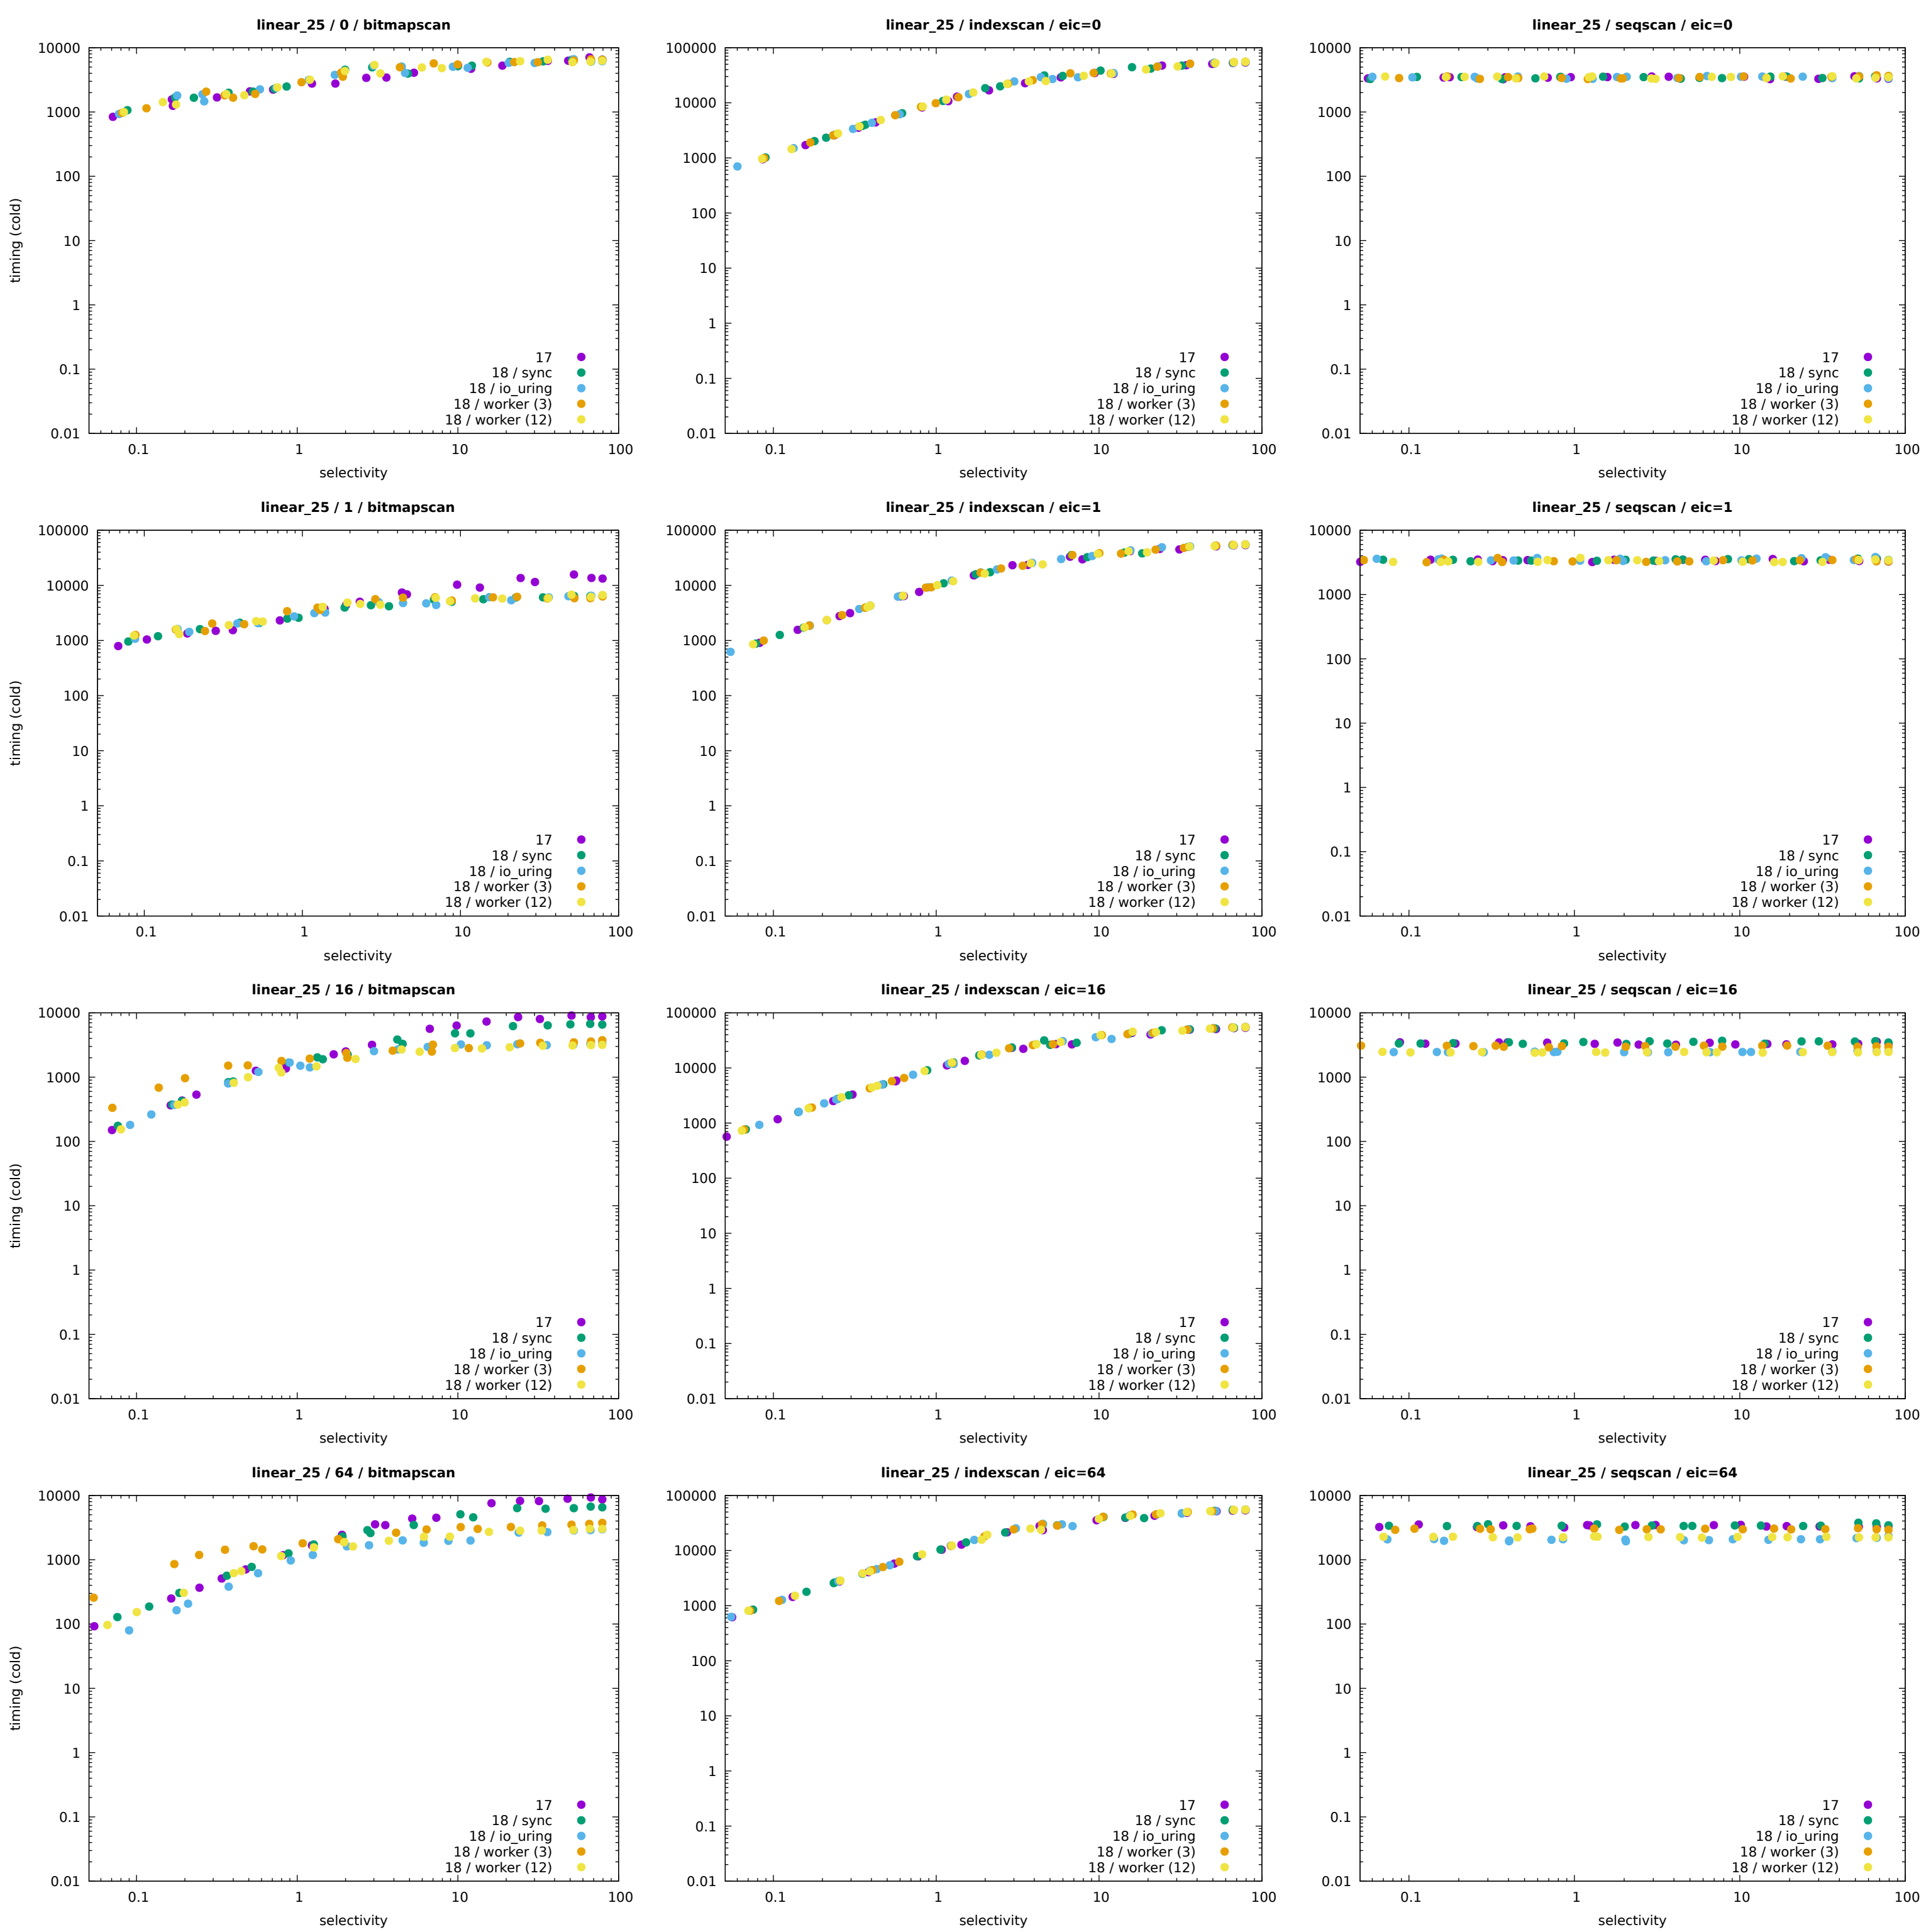 linear_25 / 0 / bitmapscan
10000
1000
100
10
1
0.1
0.01
timing (cold)
0.1
1
10
100
selectivity
17
18 / sync
18 / io_uring
18 / worker (3)
18 / worker (12)
linear_25 / indexscan / eic=0
100000
10000
1000
100
10
1
0.1
0.01
0.1
1
10
100
selectivity
17
18 / sync
18 / io_uring
18 / worker (3)
18 / worker (12)
linear_25 / seqscan / eic=0
10000
1000
100
10
1
0.1
0.01
0.1
1
10
100
selectivity
17
18 / sync
18 / io_uring
18 / worker (3)
18 / worker (12)
linear_25 / 1 / bitmapscan
100000
10000
1000
100
10
1
0.1
0.01
timing (cold)
0.1
1
10
100
selectivity
17
18 / sync
18 / io_uring
18 / worker (3)
18 / worker (12)
linear_25 / indexscan / eic=1
100000
10000
1000
100
10
1
0.1
0.01
0.1
1
10
100
selectivity
17
18 / sync
18 / io_uring
18 / worker (3)
18 / worker (12)
linear_25 / seqscan / eic=1
10000
1000
100
10
1
0.1
0.01
0.1
1
10
100
selectivity
17
18 / sync
18 / io_uring
18 / worker (3)
18 / worker (12)
linear_25 / 16 / bitmapscan
10000
1000
100
10
1
0.1
0.01
timing (cold)
0.1
1
10
100
selectivity
17
18 / sync
18 / io_uring
18 / worker (3)
18 / worker (12)
linear_25 / indexscan / eic=16
100000
10000
1000
100
10
1
0.1
0.01
0.1
1
10
100
selectivity
17
18 / sync
18 / io_uring
18 / worker (3)
18 / worker (12)
linear_25 / seqscan / eic=16
10000
1000
100
10
1
0.1
0.01
0.1
1
10
100
selectivity
17
18 / sync
18 / io_uring
18 / worker (3)
18 / worker (12)
linear_25 / 64 / bitmapscan
10000
1000
100
10
1
0.1
0.01
timing (cold)
0.1
1
10
100
selectivity
17
18 / sync
18 / io_uring
18 / worker (3)
18 / worker (12)
linear_25 / indexscan / eic=64
100000
10000
1000
100
10
1
0.1
0.01
0.1
1
10
100
selectivity
17
18 / sync
18 / io_uring
18 / worker (3)
18 / worker (12)
linear_25 / seqscan / eic=64
10000
1000
100
10
1
0.1
0.01
0.1
1
10
100
selectivity
17
18 / sync
18 / io_uring
18 / worker (3)
18 / worker (12)